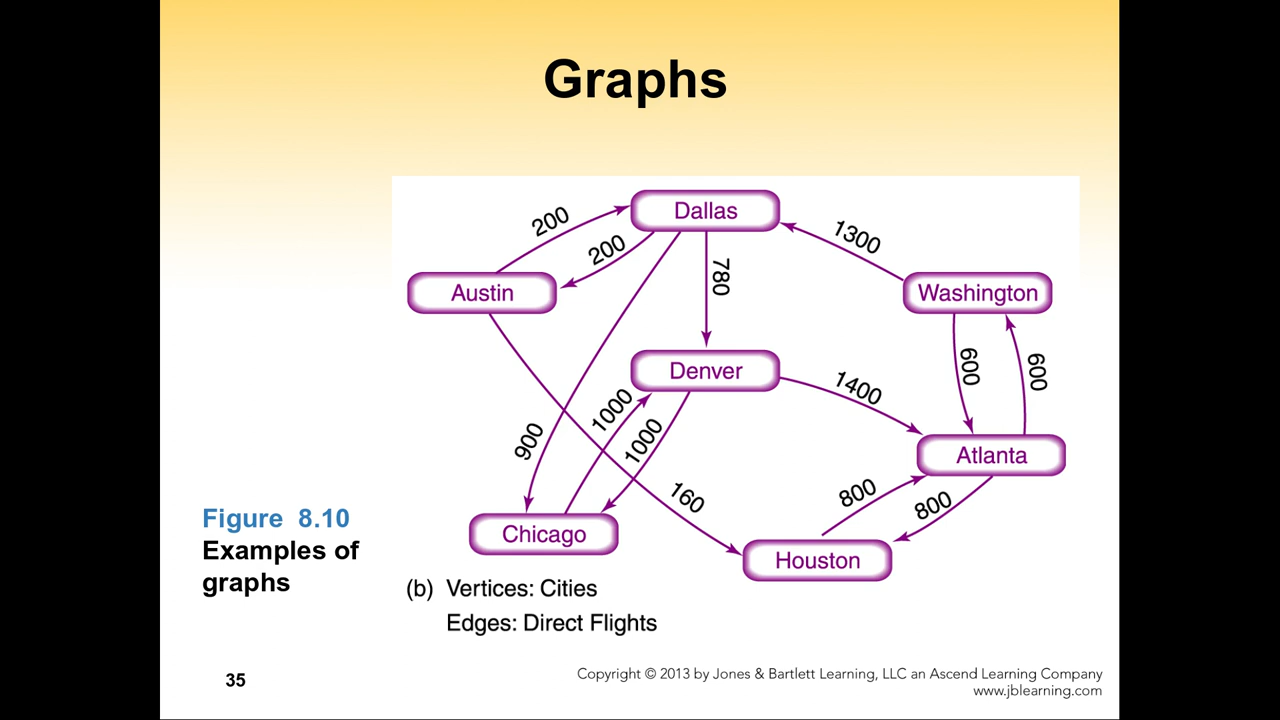 Graphs
Dallas
200
200
1300
780
Austin
Washington
Denver
600
600
1400
1000
1000
900
Atlanta
160
800
800
Chicago
Houston
Figure 8.10
Examples of
graphs
(b) Vertices: Cities
Edges: Direct Flights
35
Copyright © 2013 by Jones & Bartlett Learning, LLC an Ascend Learning Company
www.jblearning.com